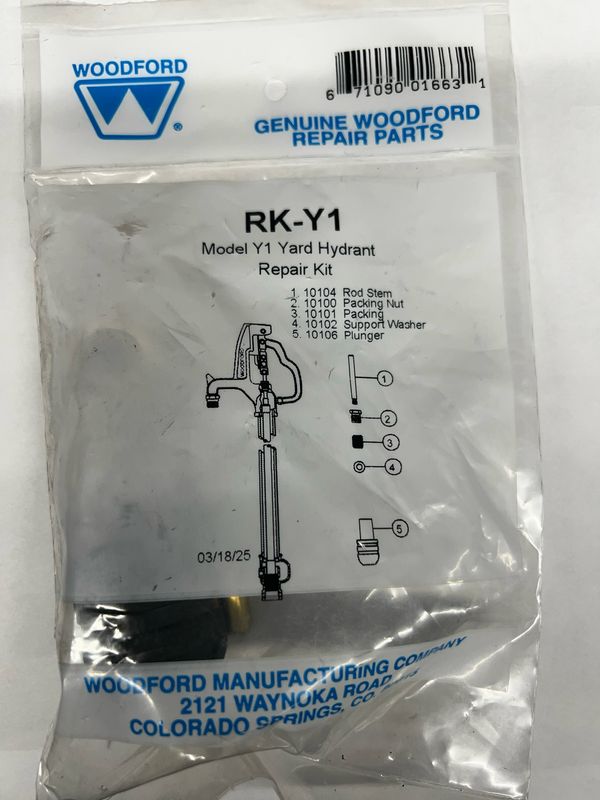 WOODFORD
®
6 71090 01663 1
GENUINE WOODFORD
REPAIR PARTS
RK-Y1
Model Y1 Yard Hydrant
Repair Kit
1. 10104 Rod Stem
2. 10100 Packing Nut
3. 10101 Packing
4. 10102 Support Washer
5. 10106 Plunger
WOODFORD
1
2
3
4
5
03/18/25
WOODFORD MANUFACTURING COMPANY
2121 WAYNOKA ROAD
COLORADO SPRINGS, CO.